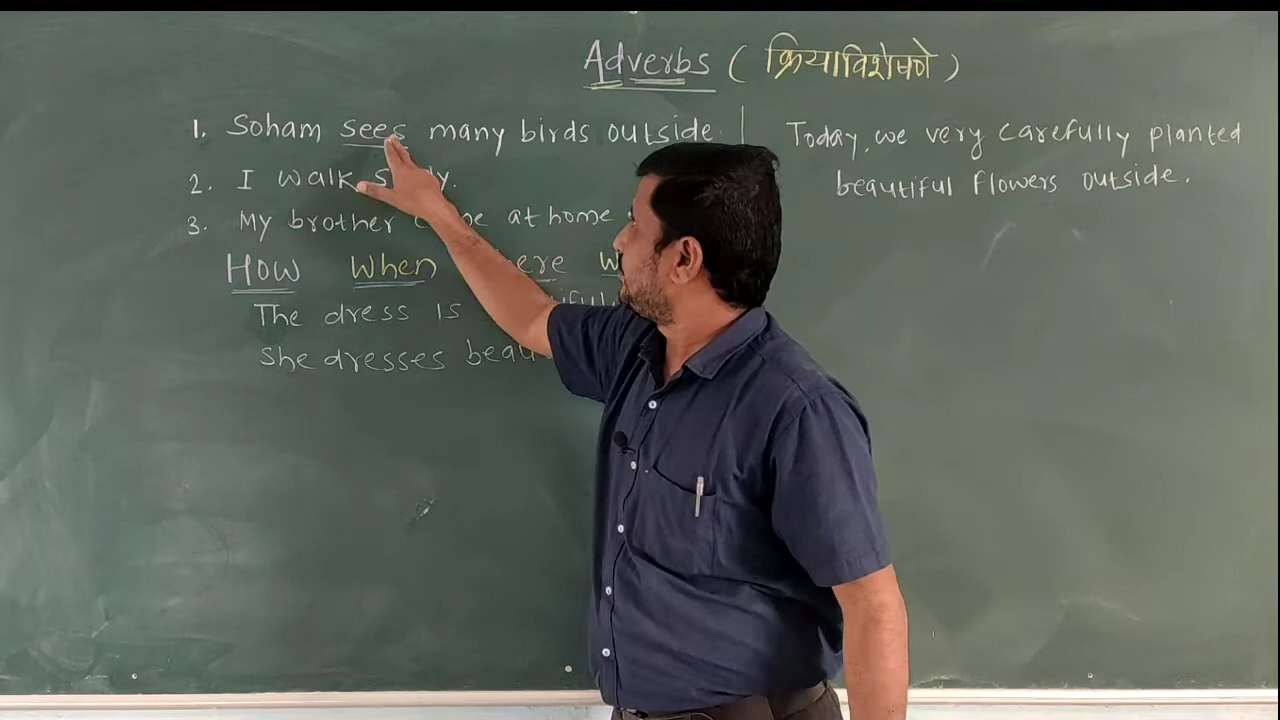 Adverbs ( क्रियाविशेषणे )
1. Soham sees many birds outside.
2. I walk
3. My brother at home
How When
The dress is
She dresses
Today, we very carefully planted
beautiful flowers outside.